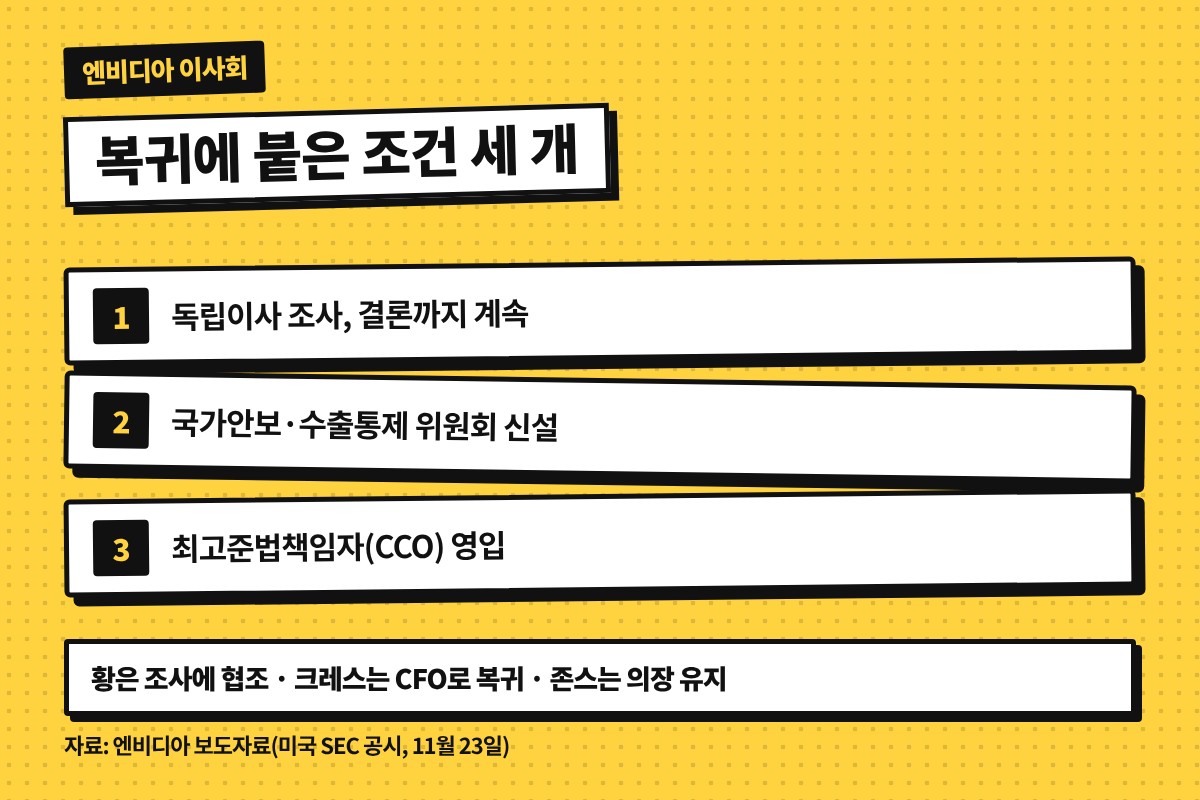 엔비디아 이사회
복귀에 붙은 조건 세 개
1 독립이사 조사, 결론까지 계속
2 국가안보·수출통제 위원회 신설
3 최고준법책임자(CCO) 영입
황은 조사에 협조 · 크레스는 CFO로 복귀 · 존스는 의장 유지
자료: 엔비디아 보도자료(미국 SEC 공시, 11월 23일)